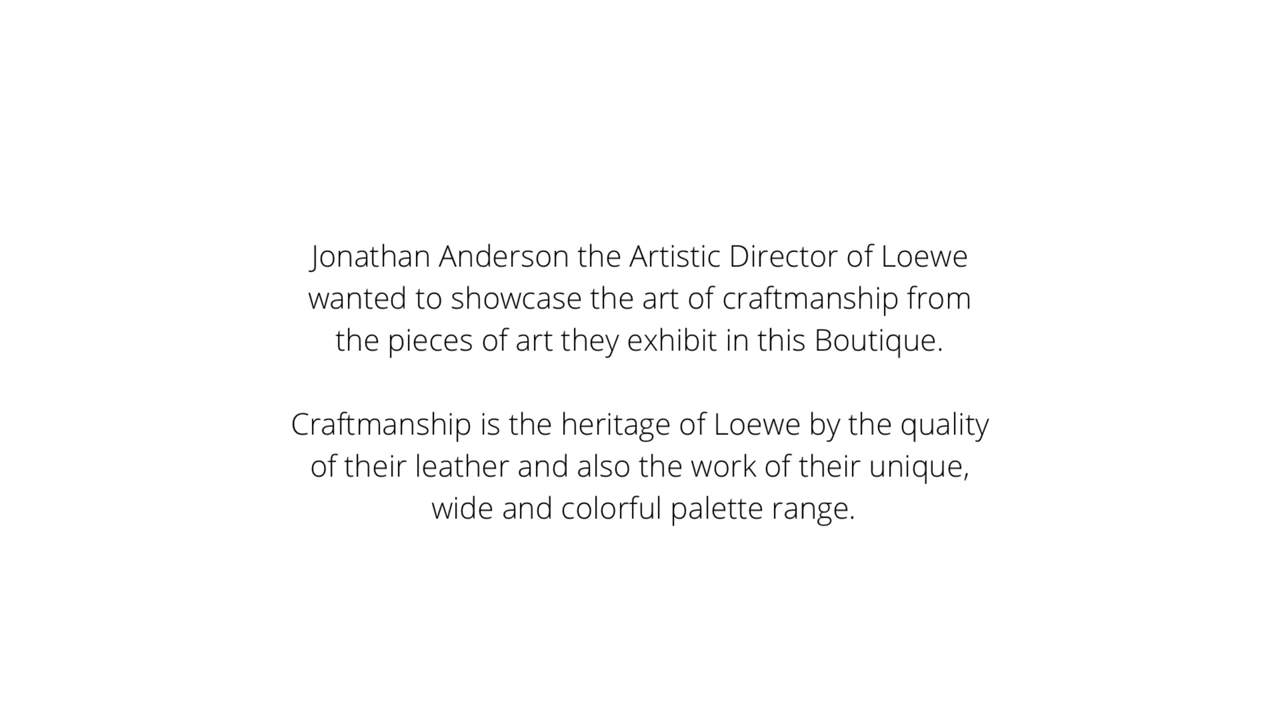 Jonathan Anderson the Artistic Director of Loewe
wanted to showcase the art of craftmanship from
the pieces of art they exhibit in this Boutique.
Craftmanship is the heritage of Loewe by the quality
of their leather and also the work of their unique,
wide and colorful palette range.